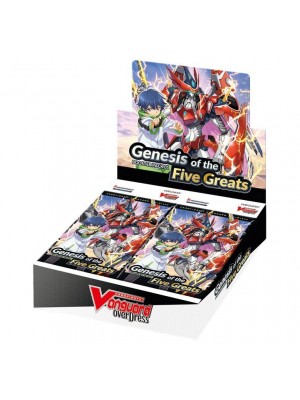 Genesis of the
Five Greats
Genesis of the
Five Greats
Genesis of the
Five Greats
CARDFIGHT!!
Vanguard
overDress